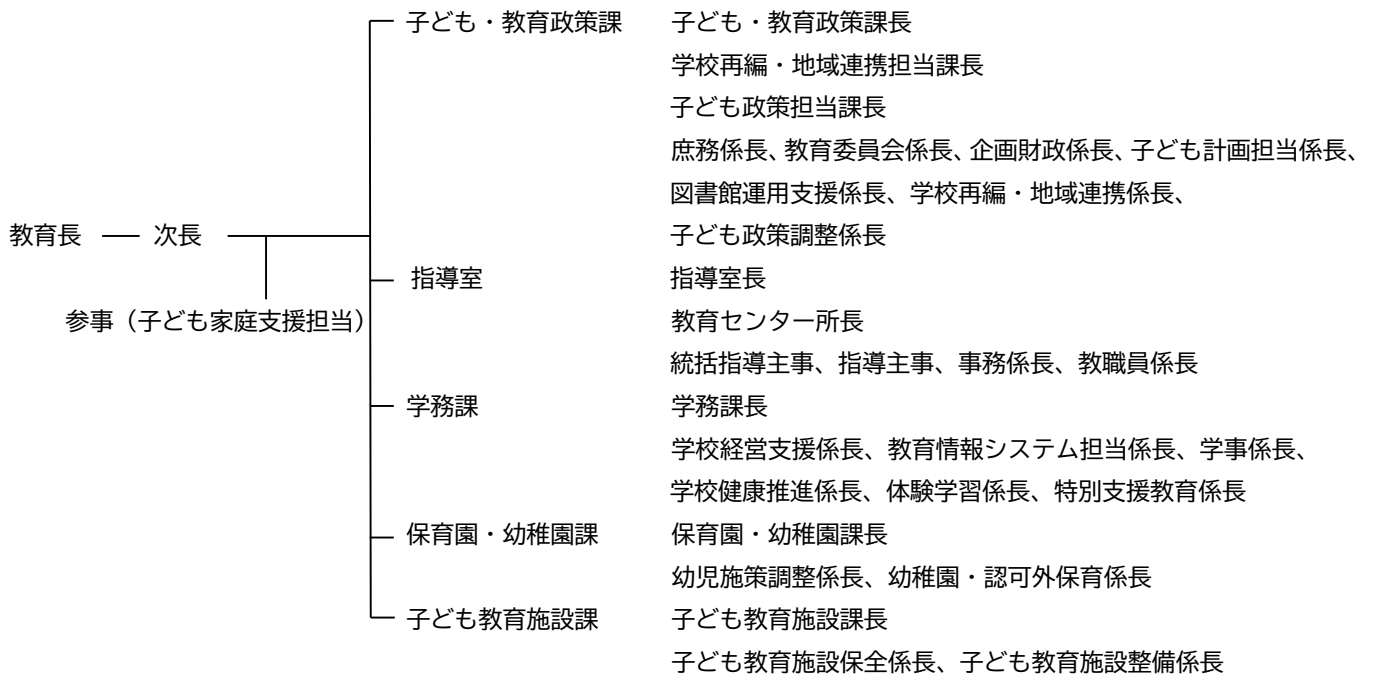 子ども・教育政策課 子ども・教育政策課長
学校再編・地域連携担当課長
子ども政策担当課長
庶務係長、教育委員会係長、企画財政係長、子ども計画担当係長、
図書館運用支援係長、学校再編・地域連携係長、
教育長 次長 子ども政策調整係長
指導室 指導室長
参事（子ども家庭支援担当） 教育センター所長
統括指導主事、指導主事、事務係長、教職員係長
学務課 学務課長
学校経営支援係長、教育情報システム担当係長、学事係長、
学校健康推進係長、体験学習係長、特別支援教育係長
保育園・幼稚園課 保育園・幼稚園課長
幼児施策調整係長、幼稚園・認可外保育係長
子ども教育施設課 子ども教育施設課長
子ども教育施設保全係長、子ども教育施設整備係長